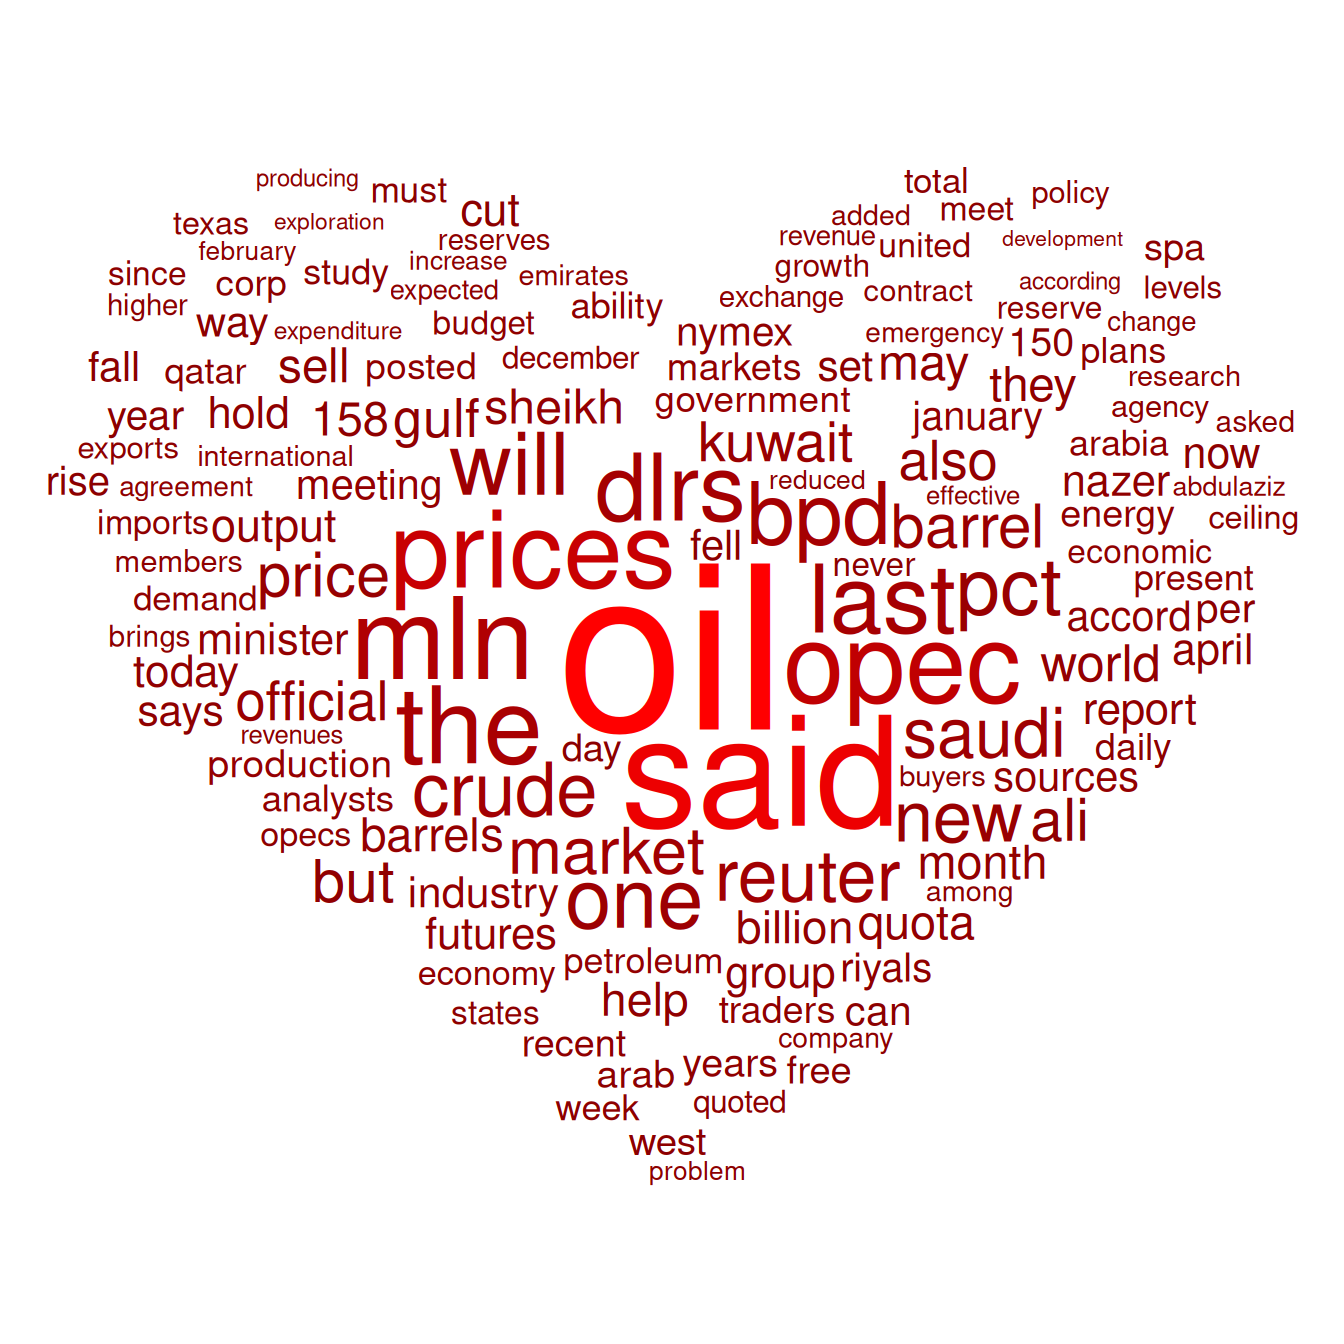 producing must cut total policy
texas exploration reserves added meet
february increase revenue united development spa
since corp study expected emirates growth according levels
higher way expenditure budget ability exchange contract reserve change
nymex emergency 150 plans
fall qatar sell posted december markets set may they research
year hold 158 gulf sheikh government january agency asked
exports international will kuwait also arabia now
rise agreement meeting dlrs reduced effective nazer abdulaziz
imports output prices fell bpd barrel energy ceiling
members price never economic present
demand last pct accord per
brings minister mln oil opec world april
today
says official the saudi report
revenues day daily
production crude said buyers sources
analysts new ali
opecs barrels market month
but industry one reuter among
futures billion quota
economy petroleum group riyals
states help traders can
recent company
arab years free
week quoted
west
problem